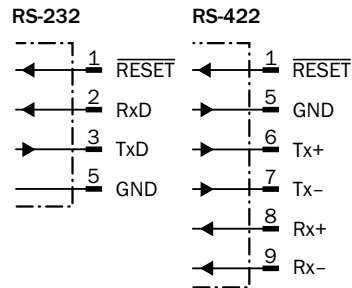 RS-232
1 RESET
2 RxD
3 TxD
5 GND
RS-422
1 RESET
5 GND
6 Tx+
7 Tx–
8 Rx+
9 Rx–